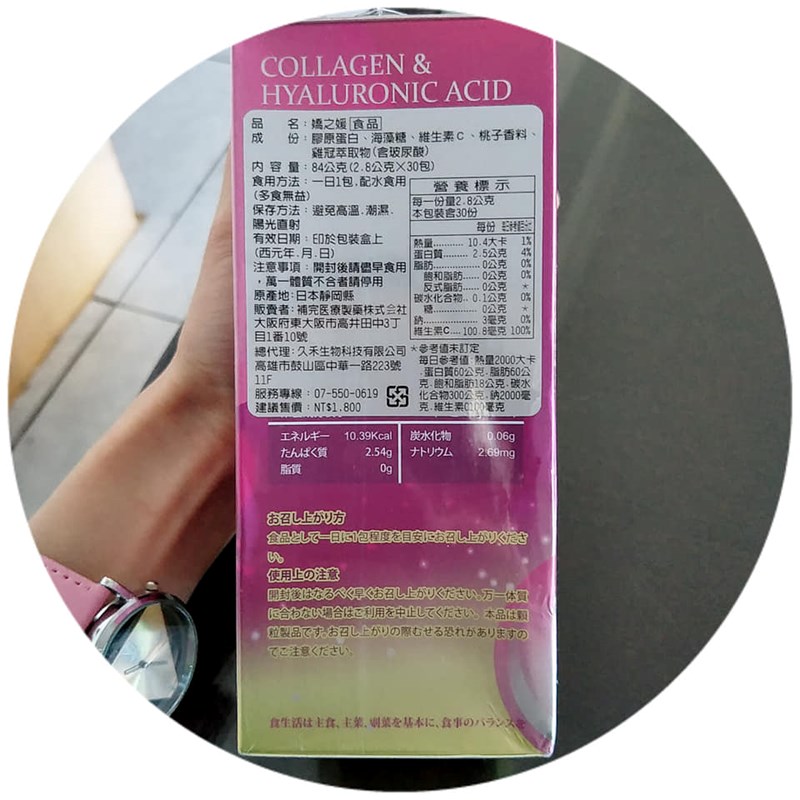 COLLAGEN &
HYALURONIC ACID
品 名：嬌之媛 食品
成 份：膠原蛋白、海藻糖、維生素C、桃子香料、
雞冠萃取物(含玻尿酸)
內容量：84公克(2.8公克×30包)
食用方法：一日1包，配水食用
(多食無益)
保存方法：避免高溫，潮濕，
陽光直射
有效日期：印於包裝盒上
(西元年．月．日)
注意事項：開封後請儘早食用
，萬一體質不合者請停用
原產地：日本靜岡縣
販賣者：補完医療製薬株式会社
大阪府東大阪市高井田中3丁
目1番10號
總代理：久禾生物科技有限公司
高雄市鼓山區中華一路223號
11F
服務專線：07-550-0619
建議售價：NT$1,800
營養標示
每一份量2.8公克
本包裝含30份
每份 每日參考值百分比
熱量............ 10.4大卡 1%
蛋白質........ 2.5公克 4%
脂肪............ 0公克 0%
飽和脂肪..... 0公克 0%
反式脂肪..... 0公克 *
碳水化合物.. 0.1公克 0%
糖............... 0公克 *
鈉............... 3毫克 0%
維生素C.... 100.8毫克 100%
*參考值未訂定
每日參考值：熱量2000大卡
，蛋白質60公克，脂肪60公
克，飽和脂肪18公克，碳水
化合物300公克，鈉2000毫
克，維生素C100毫克
エネルギー 10.39Kcal
たんぱく質 2.54g
脂質 0g
炭水化物 0.06g
ナトリウム 2.69mg
お召し上がり方
食品として一日に1包程度を目安にお召し上がりくださ
い。
使用上の注意
開封後はなるべく早くお召し上がりください。万一体質
に合わない場合はご利用を中止してください。本品は顆
粒製品です。お召し上がりの際むせる恐れがありますの
でご注意ください。
食生活は主食、主菜、副菜を基本に、食事のバランスを